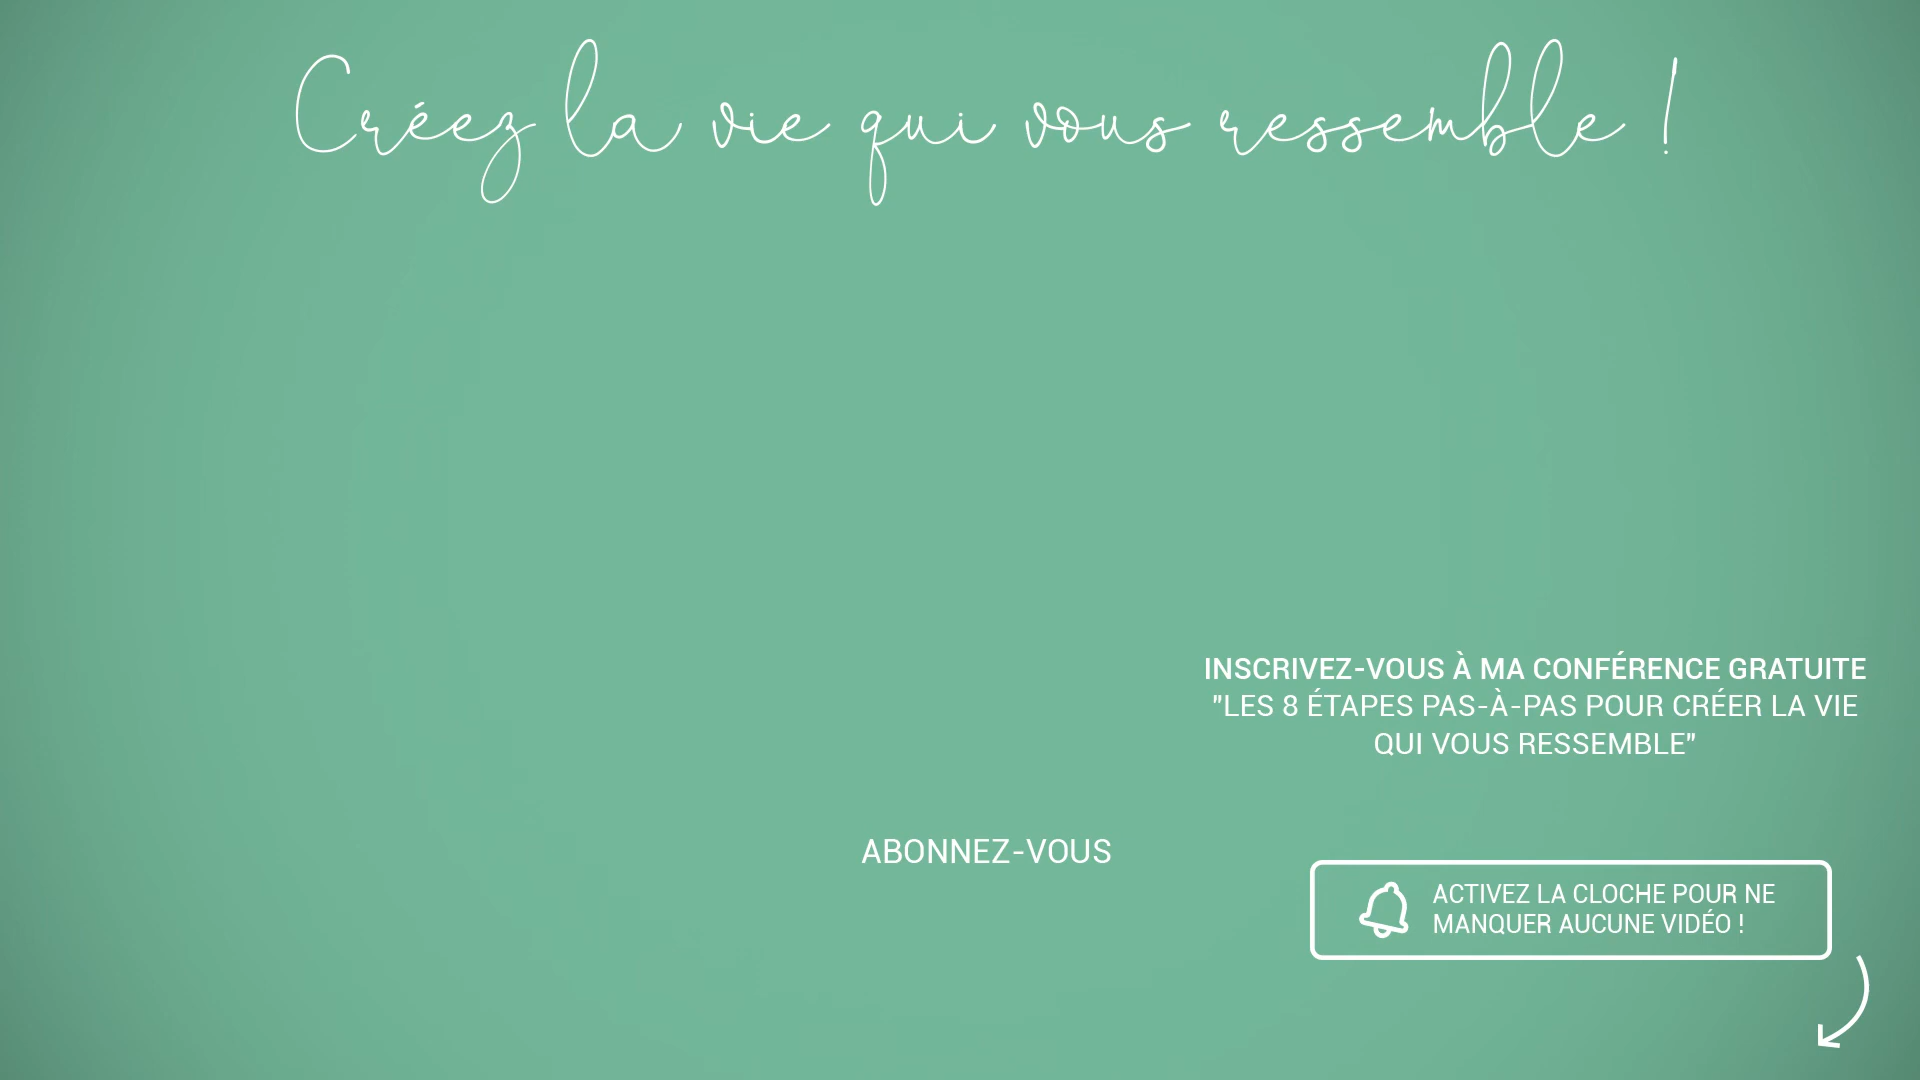 Créez la vie qui vous ressemble !
INSCRIVEZ-VOUS À MA CONFÉRENCE GRATUITE
"LES 8 ÉTAPES PAS-À-PAS POUR CRÉER LA VIE
QUI VOUS RESSEMBLE"
ABONNEZ-VOUS
ACTIVEZ LA CLOCHE POUR NE
MANQUER AUCUNE VIDÉO !